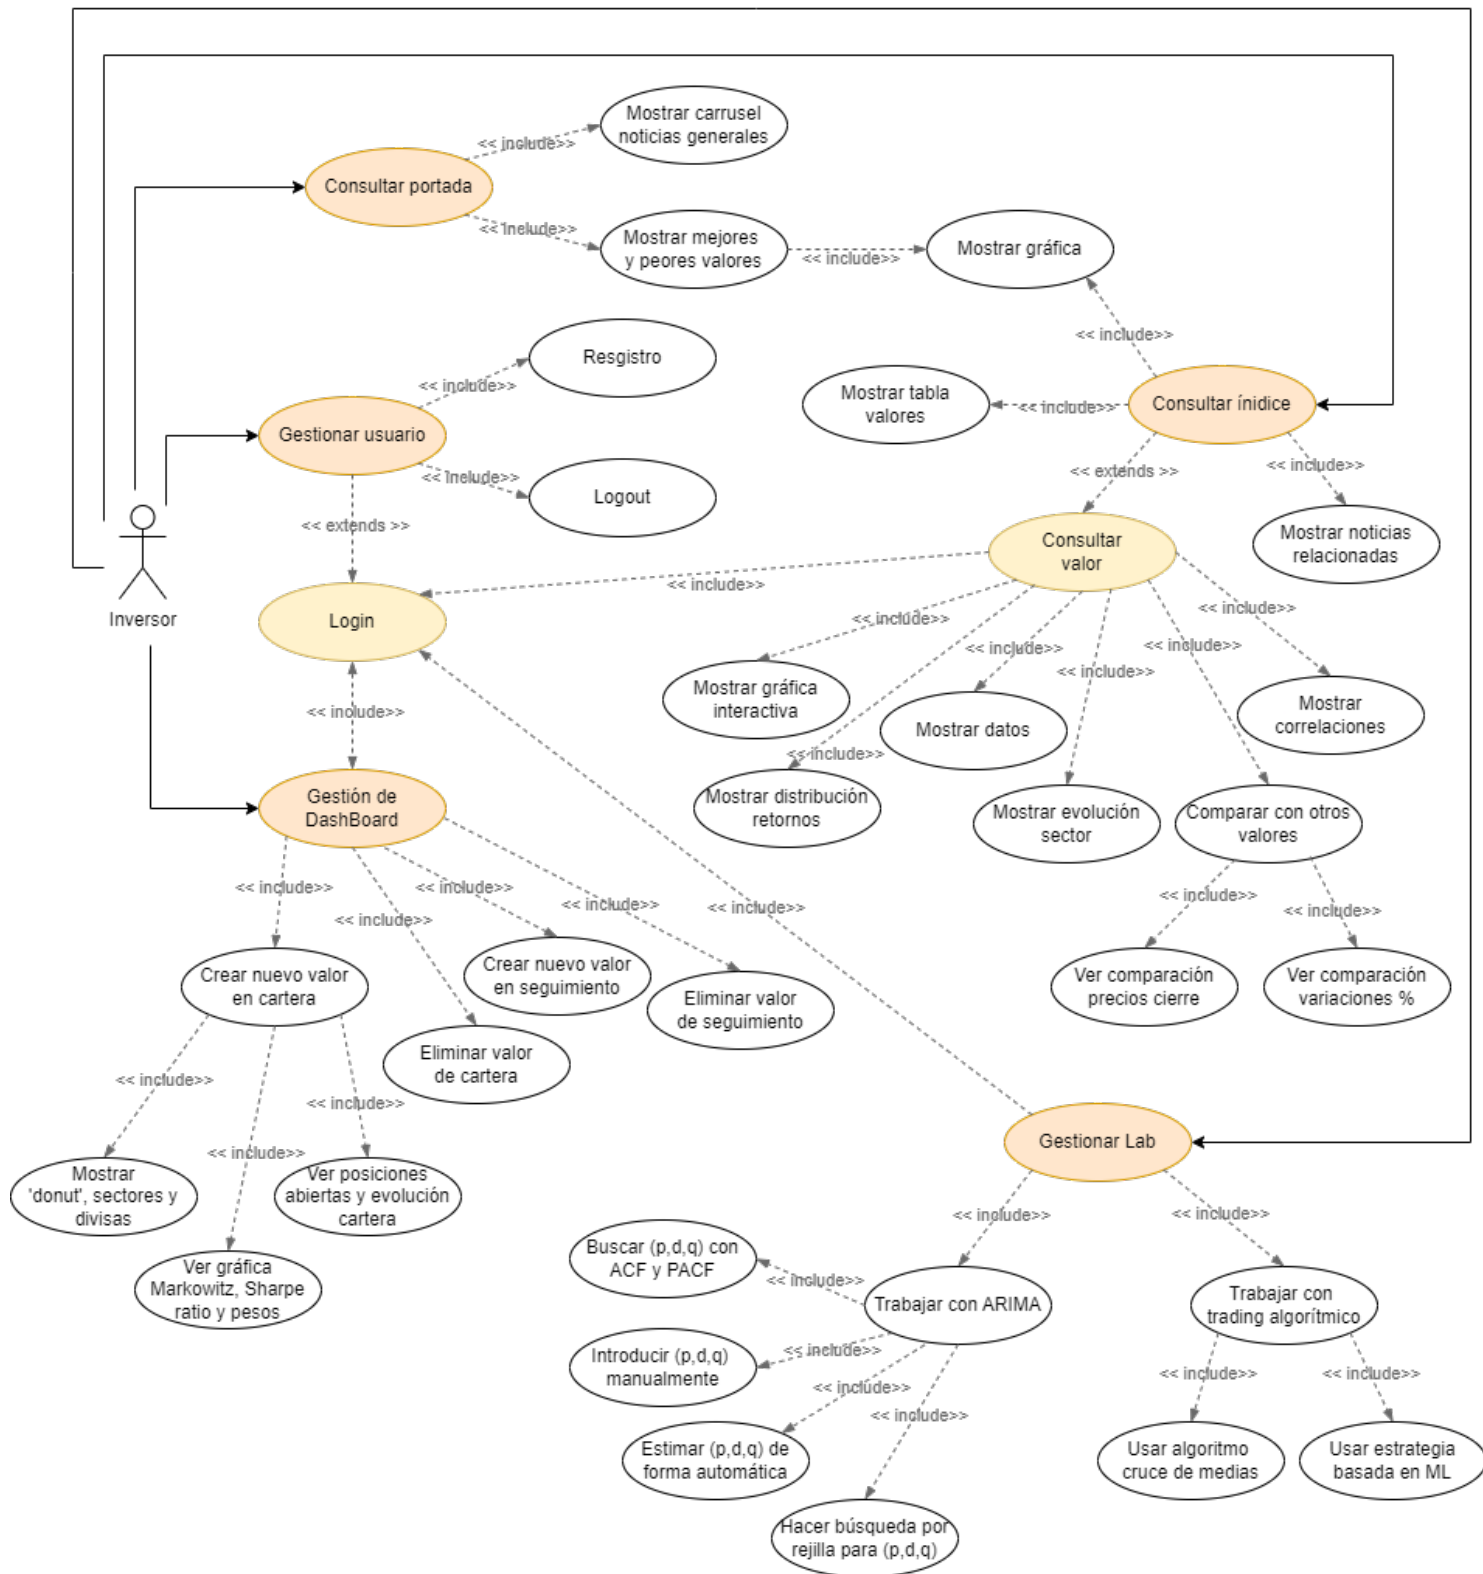 Mostrar carrusel
noticias generales
<< include>>
Consultar portada
<< include>>
Mostrar mejores
y peores valores
<< include>>
Mostrar gráfica
<< include>>
Resgistro
<< include>>
Gestionar usuario
<< include>>
Logout
<< extends >>
Mostrar tabla
valores
<< include>>
Consultar ínidice
<< extends >>
<< include>>
Mostrar noticias
relacionadas
Consultar
valor
<< include>>
Inversor
Login
<< include>>
<< include>>
<< include>>
<< include>>
<< include>>
<< include>>
<< include>>
Mostrar gráfica
interactiva
Mostrar datos
Mostrar
correlaciones
Mostrar distribución
retornos
Mostrar evolución
sector
Comparar con otros
valores
<< include>>
<< include>>
Ver comparación
precios cierre
Ver comparación
variaciones %
Gestión de
DashBoard
<< include>>
<< include>>
<< include>>
<< include>>
<< include>>
Crear nuevo valor
en cartera
Crear nuevo valor
en seguimiento
Eliminar valor
de seguimiento
Eliminar valor
de cartera
<< include>>
<< include>>
<< include>>
Mostrar
'donut', sectores y
divisas
Ver posiciones
abiertas y evolución
cartera
Ver gráfica
Markowitz, Sharpe
ratio y pesos
Gestionar Lab
<< include>>
<< include>>
Buscar (p,d,q) con
ACF y PACF
<< include>>
Trabajar con ARIMA
Trabajar con
trading algorítmico
Introducir (p,d,q)
manualmente
<< include>>
<< include>>
<< include>>
<< include>>
<< include>>
Estimar (p,d,q) de
forma automática
Usar algoritmo
cruce de medias
Usar estrategia
basada en ML
Hacer búsqueda por
rejilla para (p,d,q)